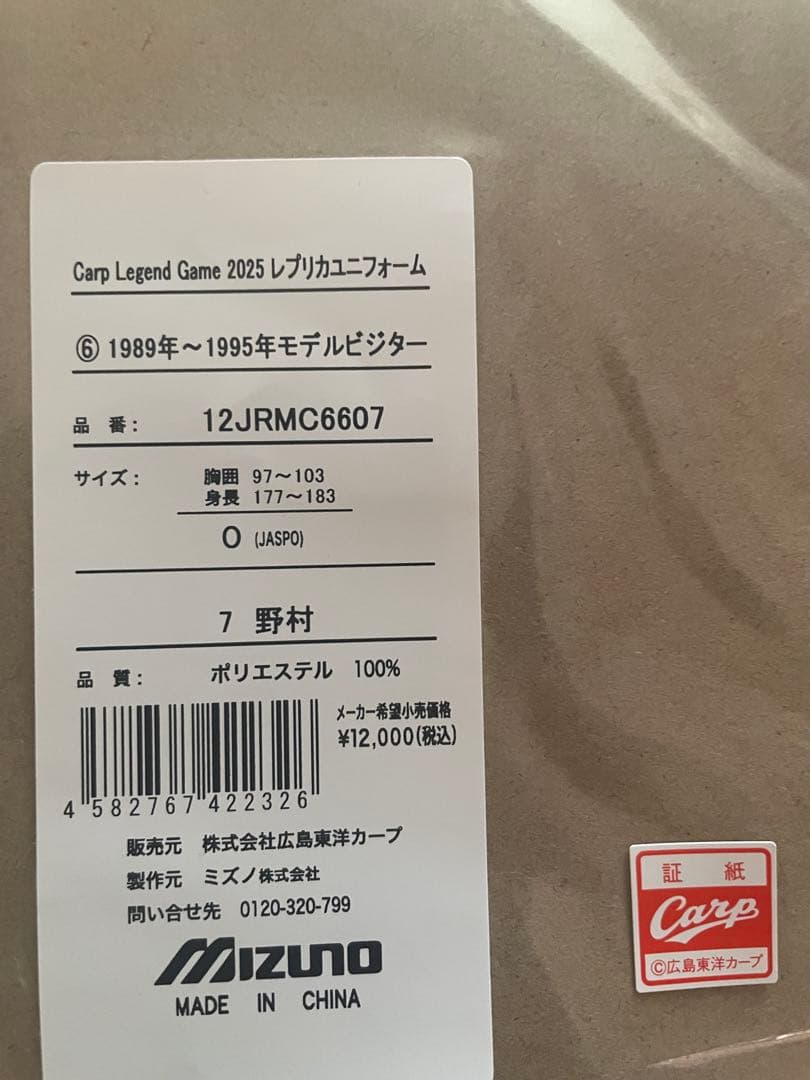 Carp Legend Game 2025 レプリカユニフォーム
⑥ 1989年～1995年モデルビジター
品 番： 12JRMC6607
サイズ： 胸囲 97～103
身長 177～183
O (JASPO)
7 野村
品 質： ポリエステル 100%
メーカー希望小売価格
¥12,000(税込)
4 582767 422326
販売元 株式会社広島東洋カープ
製作元 ミズノ株式会社
問い合せ先 0120-320-799
MIZUNO
MADE IN CHINA
証 紙
Carp
©広島東洋カープ